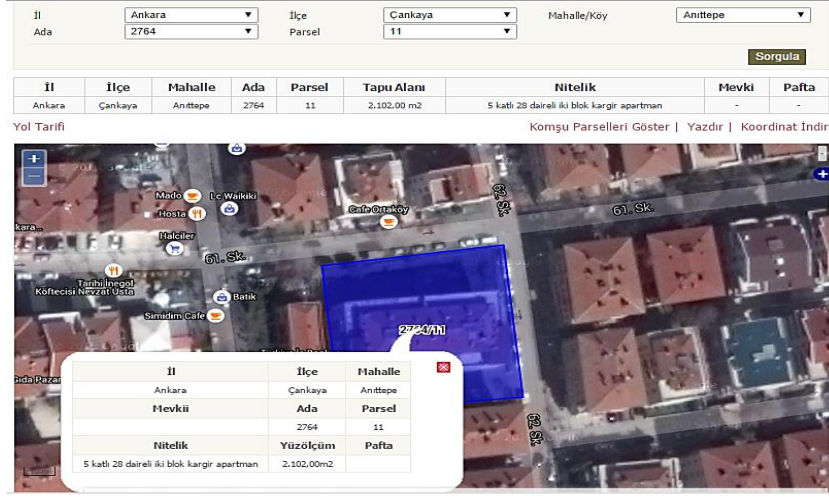 İl Ankara İlçe Çankaya Mahalle/Köy Anıttepe
Ada 2764 Parsel 11
Sorgula
İl İlçe Mahalle Ada Parsel Tapu Alanı Nitelik Mevki Pafta
Ankara Çankaya Anıttepe 2764 11 2.102,00 m2 5 katlı 28 daireli iki blok kargir apartman - -
Yol Tarifi Komşu Parselleri Göster | Yazdır | Koordinat İndir
+
−
Mado
Lc Waikiki
Hosta
Cafe Ortaköy
62. Sk.
61. Sk.
kara...
Halciler
61. Sk.
Tarihi İnegol
Köftecisi Nevzat Usta
Batik
Simidim Cafe
2764/11
Gıda Pazar
İl İlçe Mahalle
Ankara Çankaya Anıttepe
Mevkii Ada Parsel
2764 11
Nitelik Yüzölçüm Pafta
5 katlı 28 daireli iki blok kargir apartman 2.102,00m2
62. Sk.